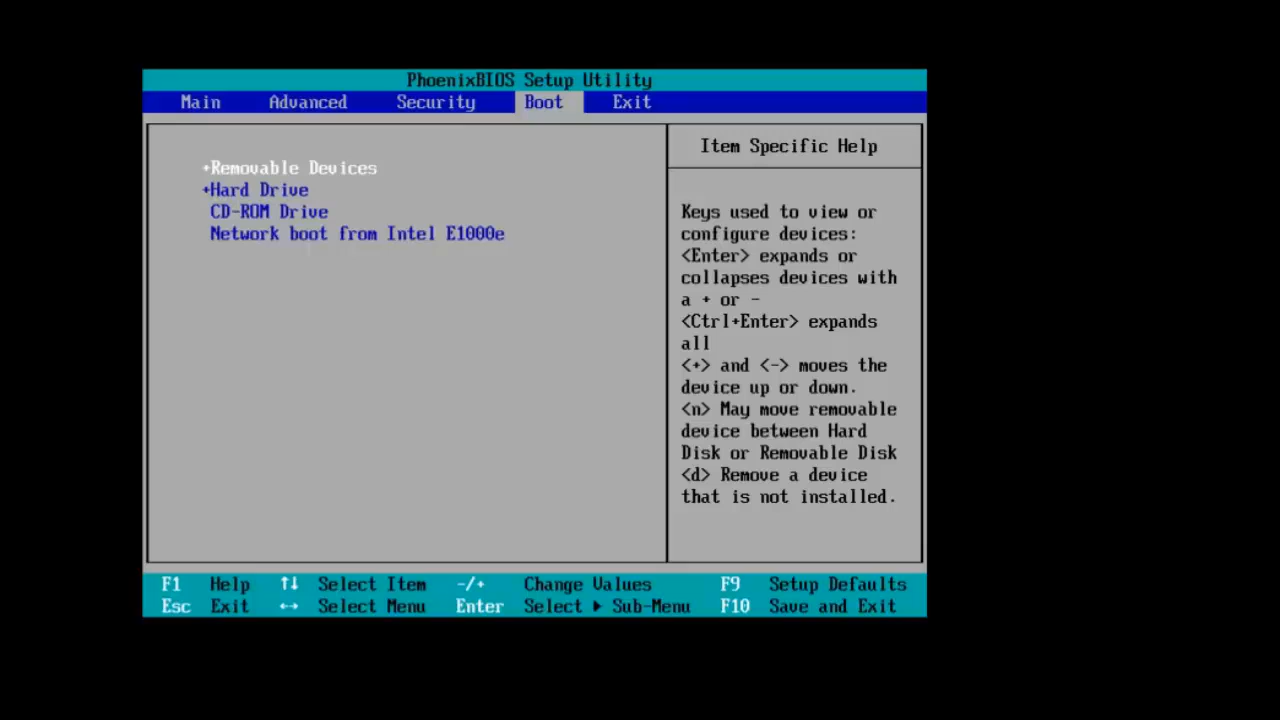 PhoenixBIOS Setup Utility
Main Advanced Security Boot Exit
+Removable Devices
+Hard Drive
CD-ROM Drive
Network boot from Intel E1000e
Item Specific Help
Keys used to view or
configure devices:
<Enter> expands or
collapses devices with
a + or -
<Ctrl+Enter> expands
all
<+> and <-> moves the
device up or down.
<n> May move removable
device between Hard
Disk or Removable Disk
<d> Remove a device
that is not installed.
F1 Help ↑↓ Select Item -/+ Change Values F9 Setup Defaults
Esc Exit ↔ Select Menu Enter Select ▶ Sub-Menu F10 Save and Exit